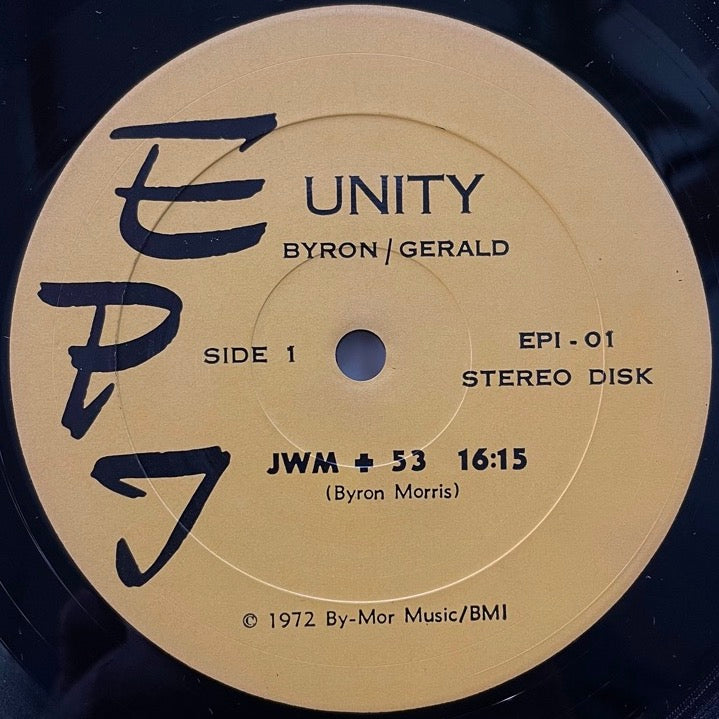 EPI
UNITY
BYRON/GERALD
SIDE 1
EPI - 01
STEREO DISK
JWM + 53 16:15
(Byron Morris)
© 1972 By-Mor Music/BMI